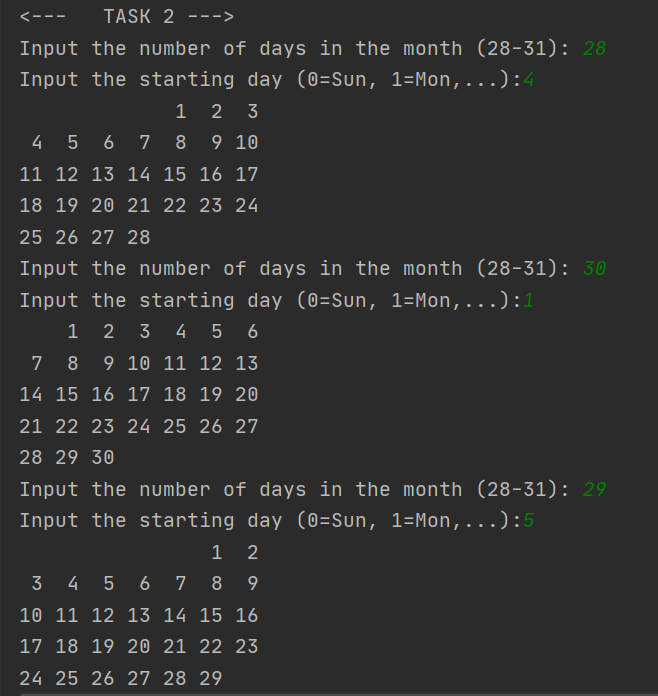 <---   TASK 2 --->
Input the number of days in the month (28-31): 28
Input the starting day (0=Sun, 1=Mon,...):4
             1  2  3
 4  5  6  7  8  9 10
11 12 13 14 15 16 17
18 19 20 21 22 23 24
25 26 27 28
Input the number of days in the month (28-31): 30
Input the starting day (0=Sun, 1=Mon,...):1
    1  2  3  4  5  6
 7  8  9 10 11 12 13
14 15 16 17 18 19 20
21 22 23 24 25 26 27
28 29 30
Input the number of days in the month (28-31): 29
Input the starting day (0=Sun, 1=Mon,...):5
                1  2
 3  4  5  6  7  8  9
10 11 12 13 14 15 16
17 18 19 20 21 22 23
24 25 26 27 28 29